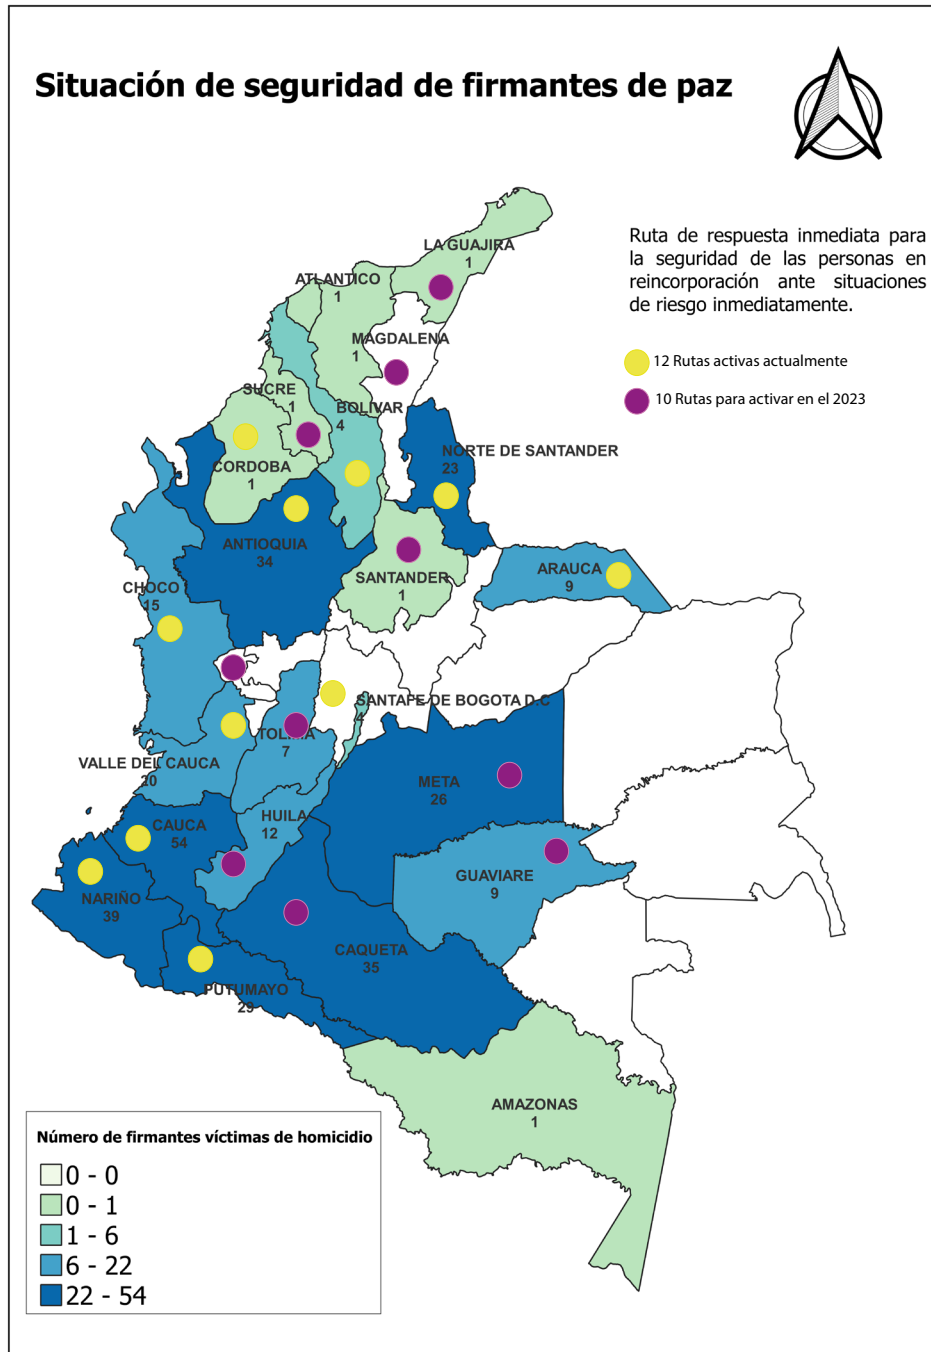 Situación de seguridad de firmantes de paz
Ruta de respuesta inmediata para
la seguridad de las personas en
reincorporación ante situaciones
de riesgo inmediatamente.
12 Rutas activas actualmente
10 Rutas para activar en el 2023
LA GUAJIRA
1
ATLANTICO
1
MAGDALENA
1
SUCRE
1
BOLIVAR
4
NORTE DE SANTANDER
23
CORDOBA
1
ANTIOQUIA
34
SANTANDER
1
ARAUCA
9
CHOCO
15
SANTAFE DE BOGOTA D.C
4
TOLIMA
7
VALLE DEL CAUCA
20
META
26
HUILA
12
CAUCA
54
GUAVIARE
9
NARIÑO
39
CAQUETA
35
PUTUMAYO
29
AMAZONAS
1
Número de firmantes víctimas de homicidio
0 - 0
0 - 1
1 - 6
6 - 22
22 - 54